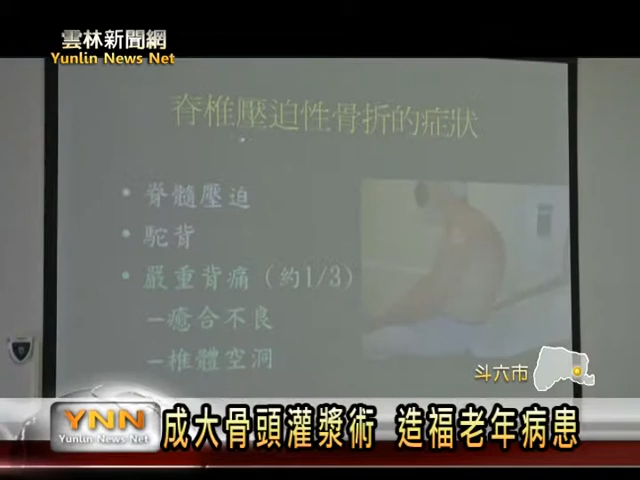 雲林新聞網
Yunlin News Net
脊椎壓迫性骨折的症狀
• 脊髓壓迫
• 駝背
• 嚴重背痛（約1/3）
–癒合不良
–椎體空洞
斗六市
YNN
Yunlin News Net
成大骨頭灌漿術 造福老年病患